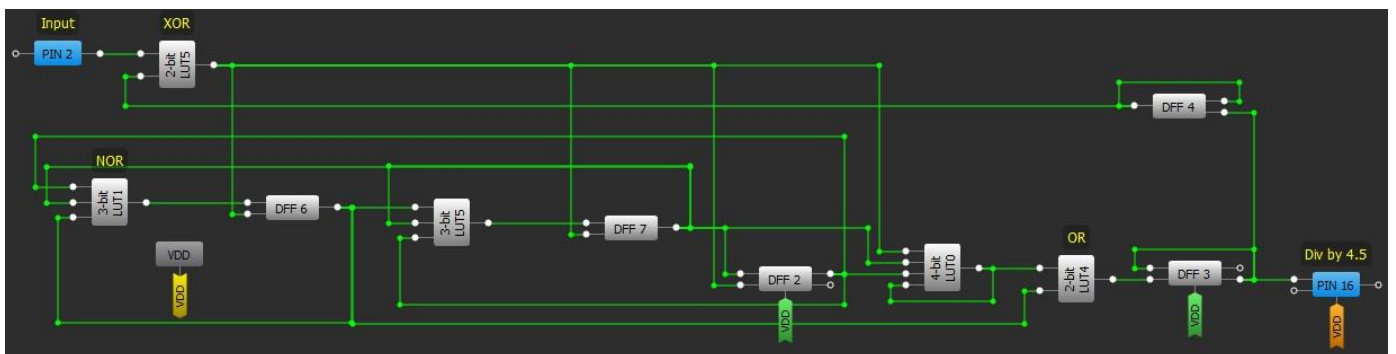 Input
PIN 2
XOR
2-bit
LUT5
DFF 4
NOR
3-bit
LUT1
DFF 6
VDD
VDD
3-bit
LUT5
DFF 7
DFF 2
VDD
4-bit
LUT0
OR
2-bit
LUT4
DFF 3
VDD
Div by 4.5
PIN 16
VDD